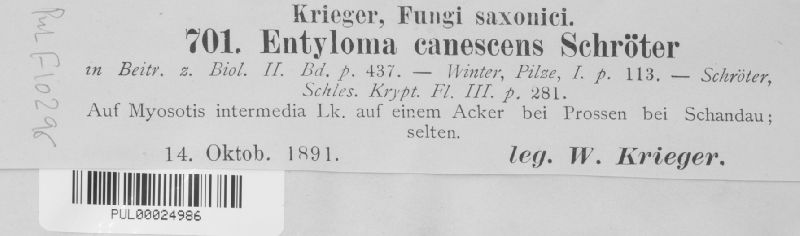 Krieger, Fungi saxonici.
701. Entyloma canescens Schröter
in Beitr. z. Biol. II. Bd. p. 437. — Winter, Pilze, I. p. 113. — Schröter,
Schles. Krypt. Fl. III. p. 281.
Auf Myosotis intermedia Lk. auf einem Acker bei Prossen bei Schandau;
selten.
14. Oktob. 1891. leg. W. Krieger.
PUL F10296
PUL00024986